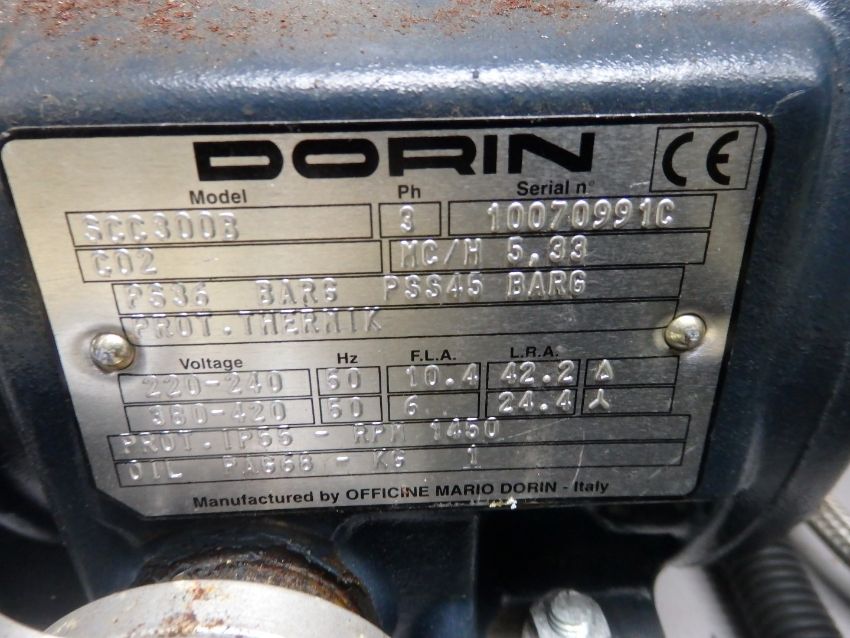 DORIN CE
Model Ph Serial n°
SCC300B 3 10070991C
CO2 MC/H 5,33
PS36 BARG PSS45 BARG
PROT.THERMIK
Voltage Hz F.L.A. L.R.A.
220-240 50 10.4 42.2 Δ
380-420 50 6 24.4 ⅄
PROT.IP55 - RPM 1450
OIL PAG68 - KG 1
Manufactured by OFFICINE MARIO DORIN - Italy